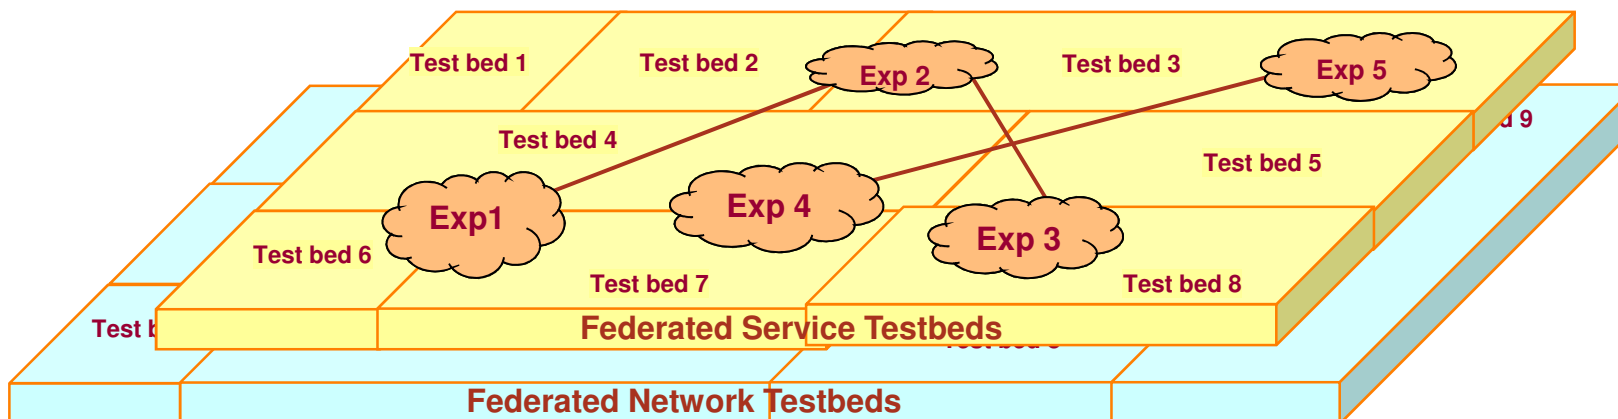 Test bed 1
Test bed 2
Exp 2
Test bed 3
Exp 5
d 9
Test bed 4
Test bed 5
Exp1
Exp 4
Exp 3
Test bed 6
Test bed 7
Test bed 8
Test b
Federated Service Testbeds
Federated Network Testbeds